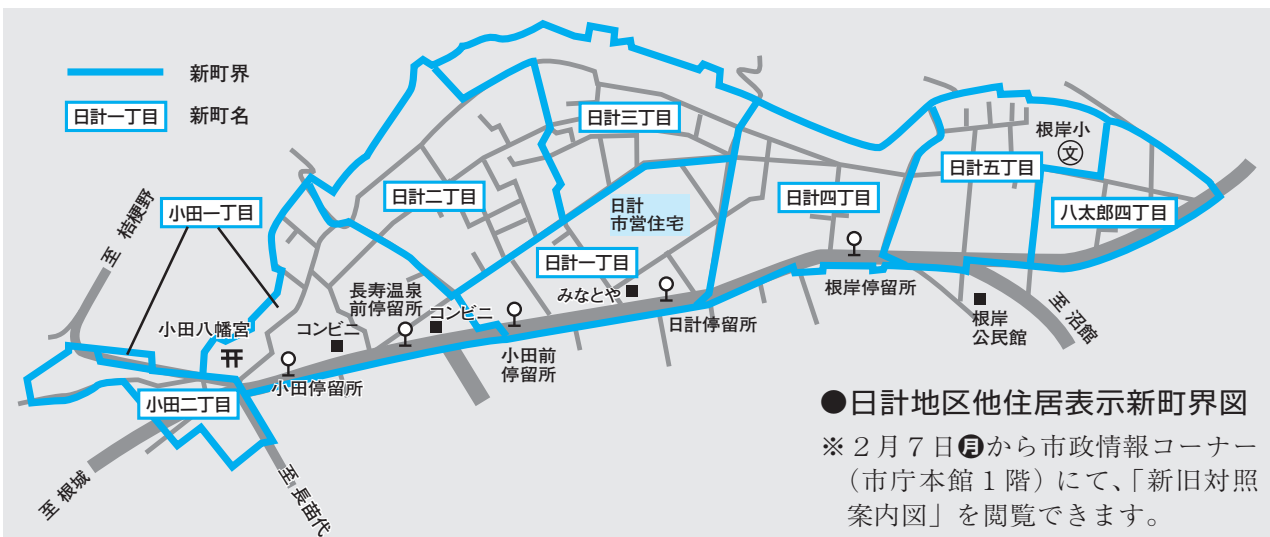 新町界
日計一丁目 新町名
日計三丁目
根岸小
文
日計五丁目
日計二丁目
日計四丁目
小田一丁目
日計
市営住宅
八太郎四丁目
至 桔梗野
日計一丁目
長寿温泉
前停留所
みなとや
根岸停留所
至 沼館
小田八幡宮
コンビニ
コンビニ
日計停留所
根岸
公民館
小田前
停留所
小田停留所
小田二丁目
至 根城
至 長苗代
●日計地区他住居表示新町界図
※２月７日㊊から市政情報コーナー
（市庁本館１階）にて、「新旧対照
案内図」を閲覧できます。